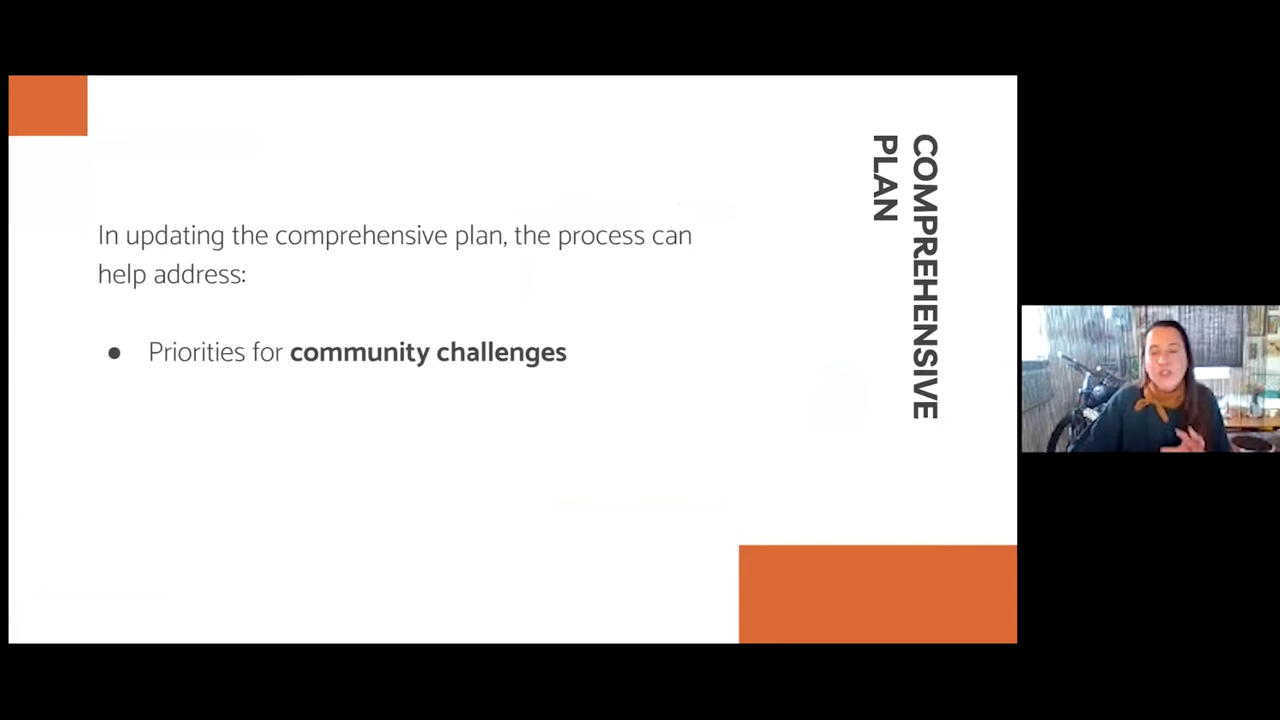 COMPREHENSIVE
PLAN
In updating the comprehensive plan, the process can
help address:
● Priorities for community challenges